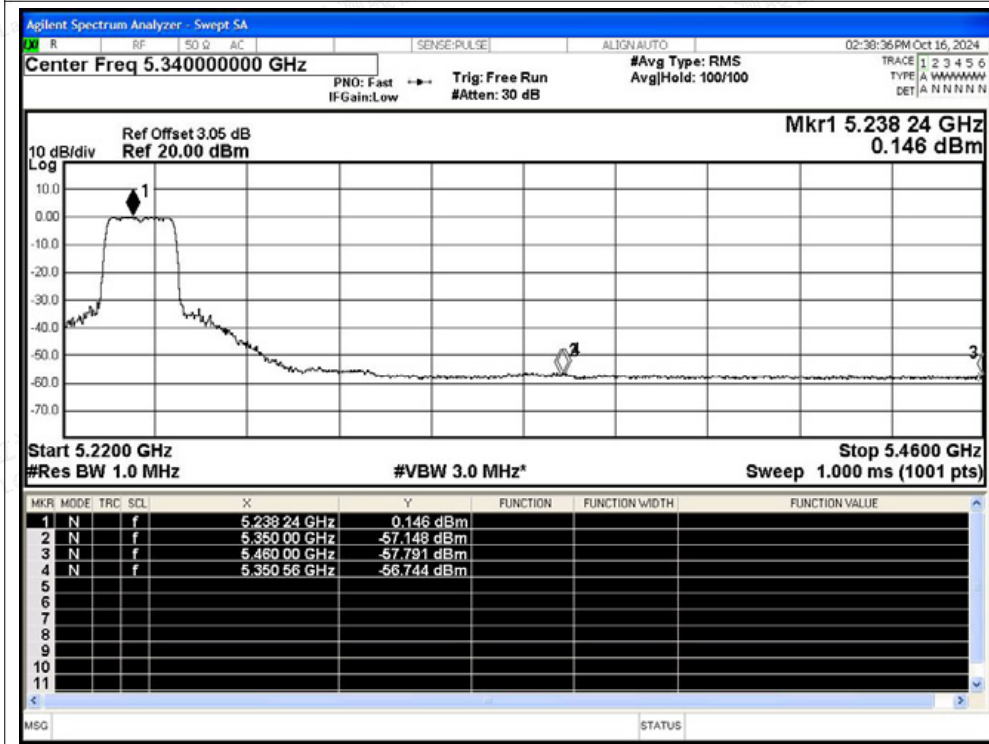 Agilent Spectrum Analyzer - Swept SA
LXI R RF 50 Ω AC SENSE:PULSE ALIGN AUTO 02:38:36 PM Oct 16, 2024
Center Freq 5.340000000 GHz #Avg Type: RMS TRACE 1 2 3 4 5 6
PNO: Fast Trig: Free Run Avg|Hold: 100/100 TYPE A WWWWW
IFGain:Low #Atten: 30 dB DET A N N N N N
Mkr1 5.238 24 GHz
Ref Offset 3.05 dB
10 dB/div Ref 20.00 dBm 0.146 dBm
Log
10.0
1
0.00
-10.0
-20.0
-30.0
-40.0
-50.0
3
-60.0
-70.0
Start 5.2200 GHz Stop 5.4600 GHz
#Res BW 1.0 MHz #VBW 3.0 MHz* Sweep 1.000 ms (1001 pts)
MKR MODE TRC SCL X Y FUNCTION FUNCTION WIDTH FUNCTION VALUE
1 N f 5.238 24 GHz 0.146 dBm
2 N f 5.350 00 GHz -57.148 dBm
3 N f 5.460 00 GHz -57.791 dBm
4 N f 5.350 56 GHz -56.744 dBm
5
6
7
8
9
10
11
MSG STATUS